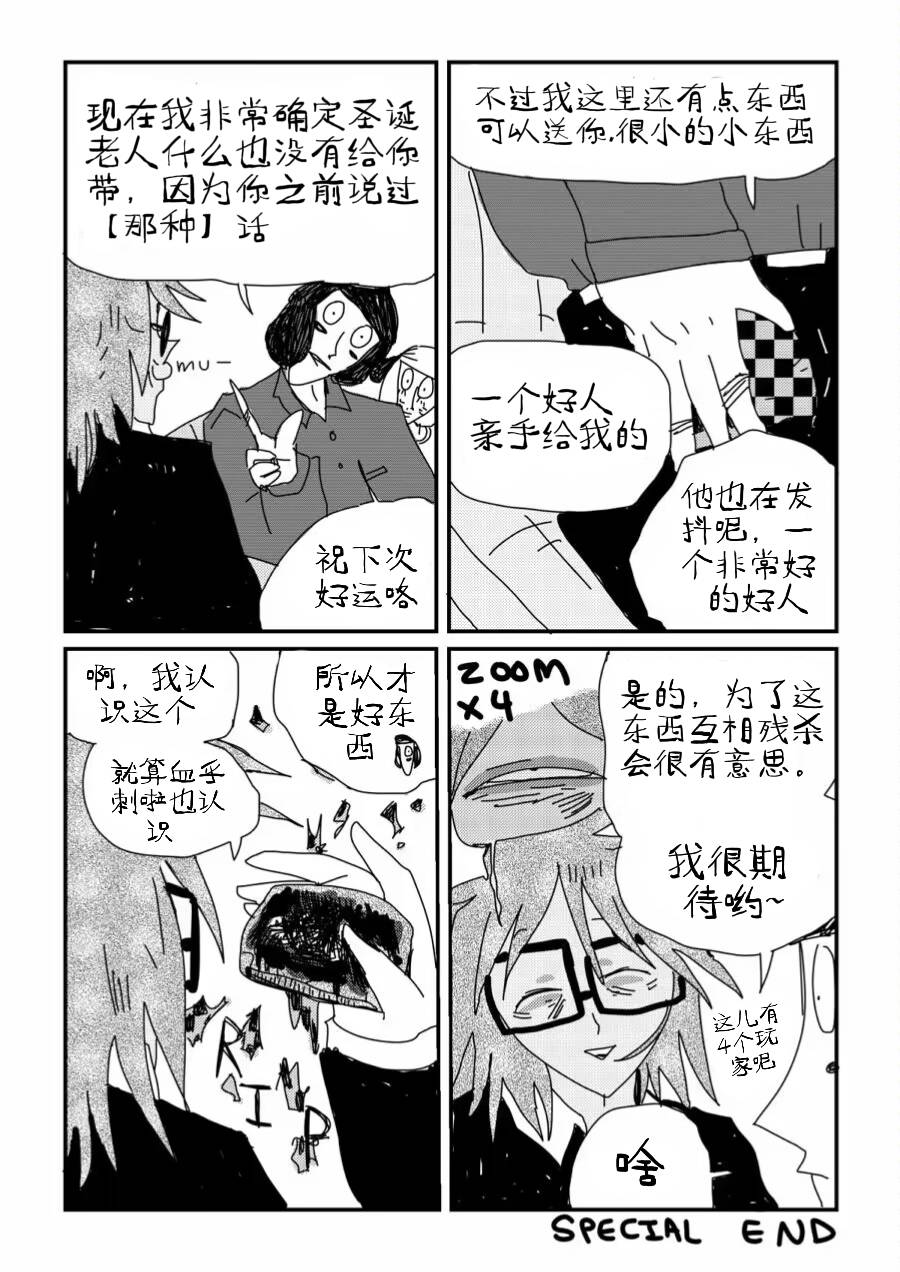 现在我非常确定圣诞
老人什么也没有给你
带，因为你之前说过
【那种】话
mu-
祝下次
好运咯
不过我这里还有点东西
可以送你.很小的小东西
一个好人
亲手给我的
他也在发
抖呢，一
个非常好
的好人
啊，我认
识这个
就算血乎
刺啦也认
识
所以才
是好东
西
R
I
P
ZOOM
X4
是的，为了这
东西互相残杀
会很有意思。
我很期
待哟~
这儿有
4个玩
家呢
啥
SPECIAL END